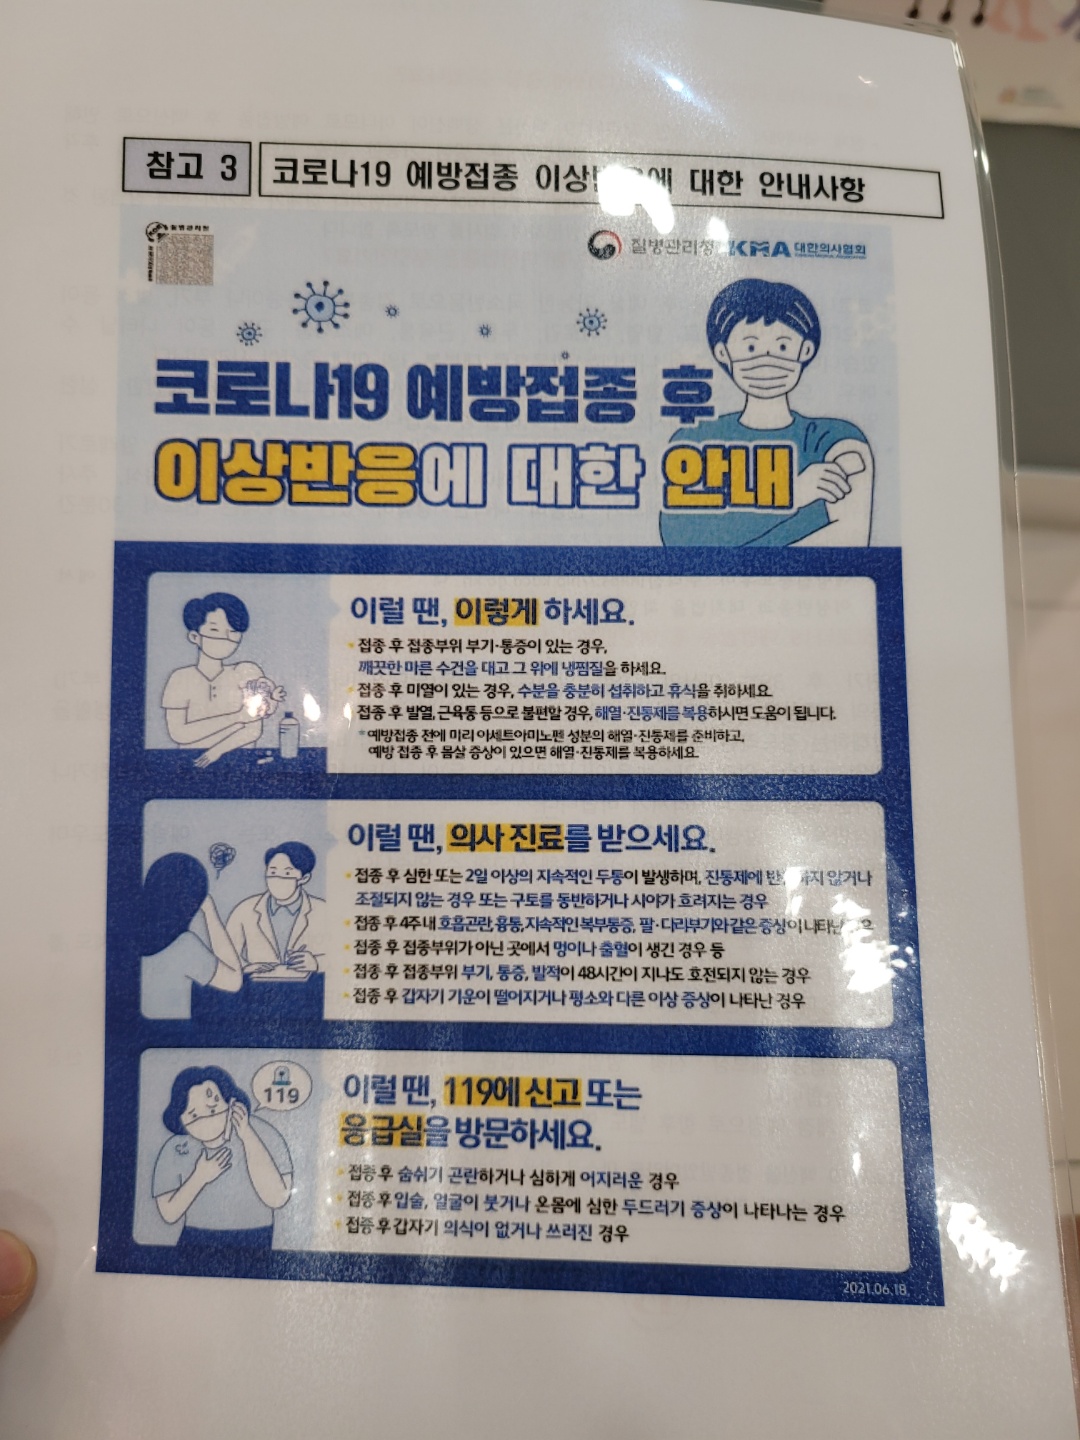 참고 3
코로나19 예방접종 이상반응에 대한 안내사항
질병관리청
질병관리청 KMA 대한의사협회
코로나19 예방접종 후
이상반응에 대한 안내
이럴 땐, 이렇게 하세요.
접종 후 접종부위 부기·통증이 있는 경우,
깨끗한 마른 수건을 대고 그 위에 냉찜질을 하세요.
접종 후 미열이 있는 경우, 수분을 충분히 섭취하고 휴식을 취하세요.
접종 후 발열, 근육통 등으로 불편할 경우, 해열·진통제를 복용하시면 도움이 됩니다.
* 예방접종 전에 미리 아세트아미노펜 성분의 해열·진통제를 준비하고,
예방 접종 후 몸살 증상이 있으면 해열·진통제를 복용하세요.
이럴 땐, 의사 진료를 받으세요.
접종 후 심한 또는 2일 이상의 지속적인 두통이 발생하며, 진통제에 않거나
조절되지 않는 경우 또는 구토를 동반하거나 시야가 흐려지는 경우
접종 후 4주내 호흡곤란, 흉통, 지속적인 복부통증, 팔·다리부기와 같은 증상이
접종 후 접종부위가 아닌 곳에서 멍이나 출혈이 생긴 경우 등
접종 후 접종부위 부기, 통증, 발적이 48시간이 지나도 호전되지 않는 경우
접종 후 갑자기 기운이 떨어지거나 평소와 다른 이상 증상이 나타난 경우
119
이럴 땐, 119에 신고 또는
응급실을 방문하세요.
접종 후 숨쉬기 곤란하거나 심하게 어지러운 경우
접종 후 입술, 얼굴이 붓거나 온몸에 심한 두드러기 증상이 나타나는 경우
접종 후 갑자기 의식이 없거나 쓰러진 경우
2021.06.18.